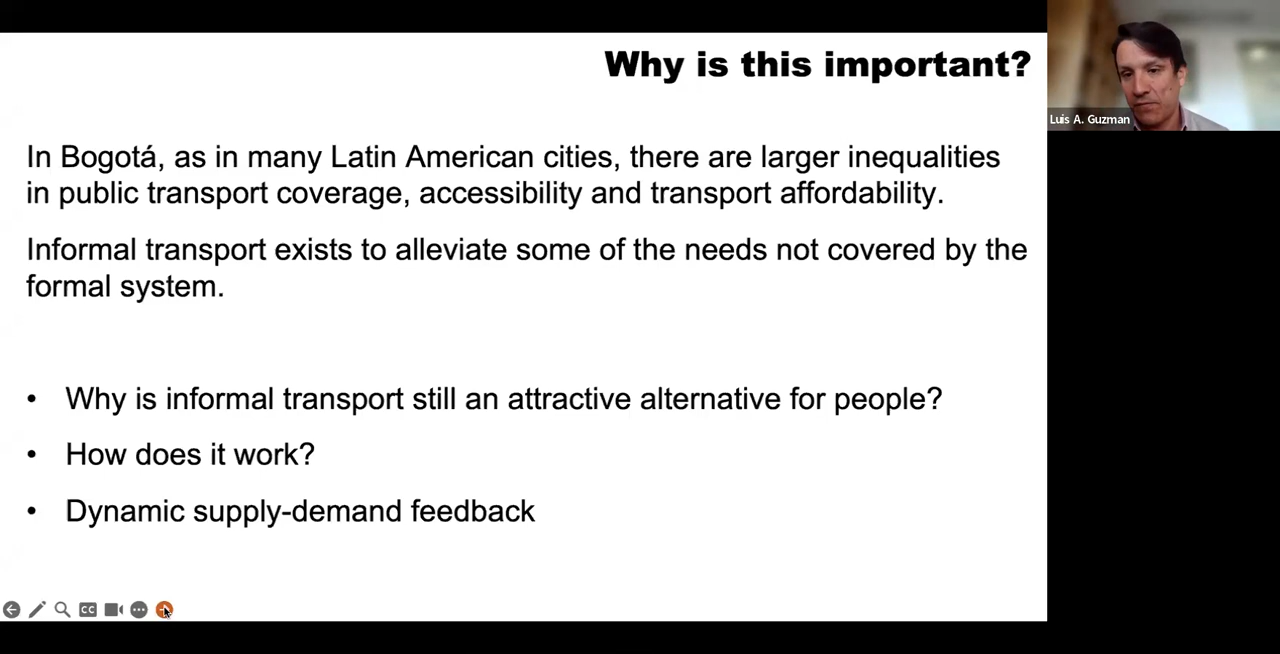 Why is this important?
Luis A. Guzman
In Bogotá, as in many Latin American cities, there are larger inequalities
in public transport coverage, accessibility and transport affordability.
Informal transport exists to alleviate some of the needs not covered by the
formal system.
• Why is informal transport still an attractive alternative for people?
• How does it work?
• Dynamic supply-demand feedback
CC